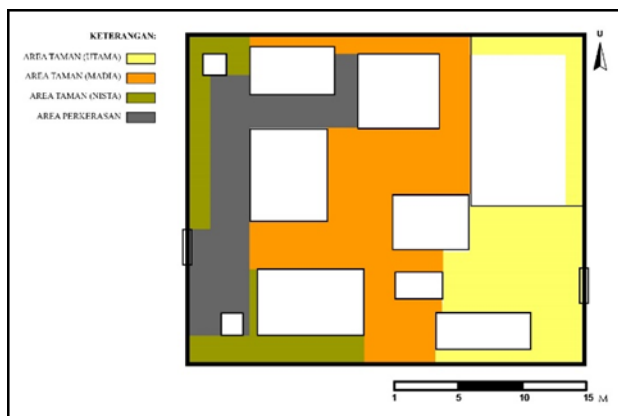 KETERANGAN:
AREA TAMAN (UTAMA)
AREA TAMAN (MADIA)
AREA TAMAN (NISTA)
AREA PERKERASAN
U
1 5 10 15 M